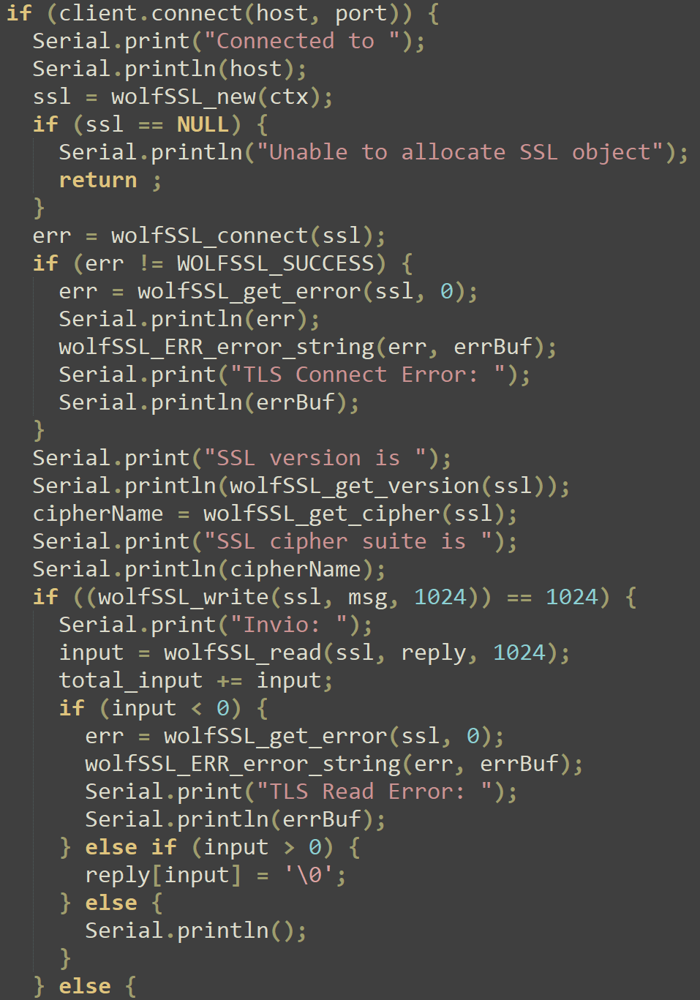 if (client.connect(host, port)) {
  Serial.print("Connected to ");
  Serial.println(host);
  ssl = wolfSSL_new(ctx);
  if (ssl == NULL) {
    Serial.println("Unable to allocate SSL object");
    return ;
  }
  err = wolfSSL_connect(ssl);
  if (err != WOLFSSL_SUCCESS) {
    err = wolfSSL_get_error(ssl, 0);
    Serial.println(err);
    wolfSSL_ERR_error_string(err, errBuf);
    Serial.print("TLS Connect Error: ");
    Serial.println(errBuf);
  }
  Serial.print("SSL version is ");
  Serial.println(wolfSSL_get_version(ssl));
  cipherName = wolfSSL_get_cipher(ssl);
  Serial.print("SSL cipher suite is ");
  Serial.println(cipherName);
  if ((wolfSSL_write(ssl, msg, 1024)) == 1024) {
    Serial.print("Invio: ");
    input = wolfSSL_read(ssl, reply, 1024);
    total_input += input;
    if (input < 0) {
      err = wolfSSL_get_error(ssl, 0);
      wolfSSL_ERR_error_string(err, errBuf);
      Serial.print("TLS Read Error: ");
      Serial.println(errBuf);
    } else if (input > 0) {
      reply[input] = '\0';
    } else {
      Serial.println();
    }
  } else {